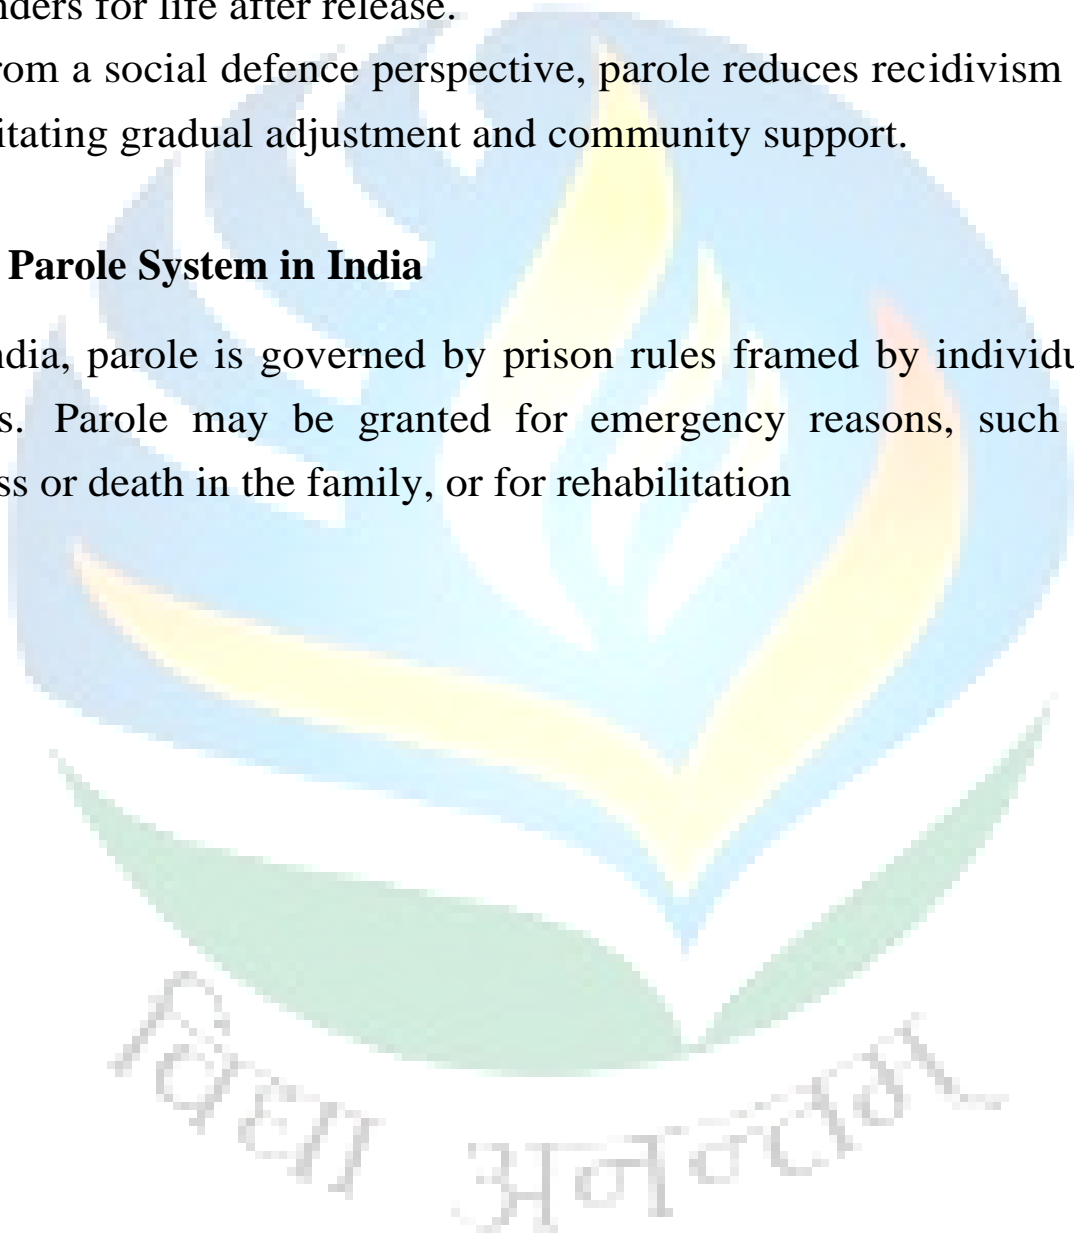 nders for life after release.
rom a social defence perspective, parole reduces recidivism
itating gradual adjustment and community support.
Parole System in India
ndia, parole is governed by prison rules framed by individu
s. Parole may be granted for emergency reasons, such
ss or death in the family, or for rehabilitation
विद्या अनन्तम्